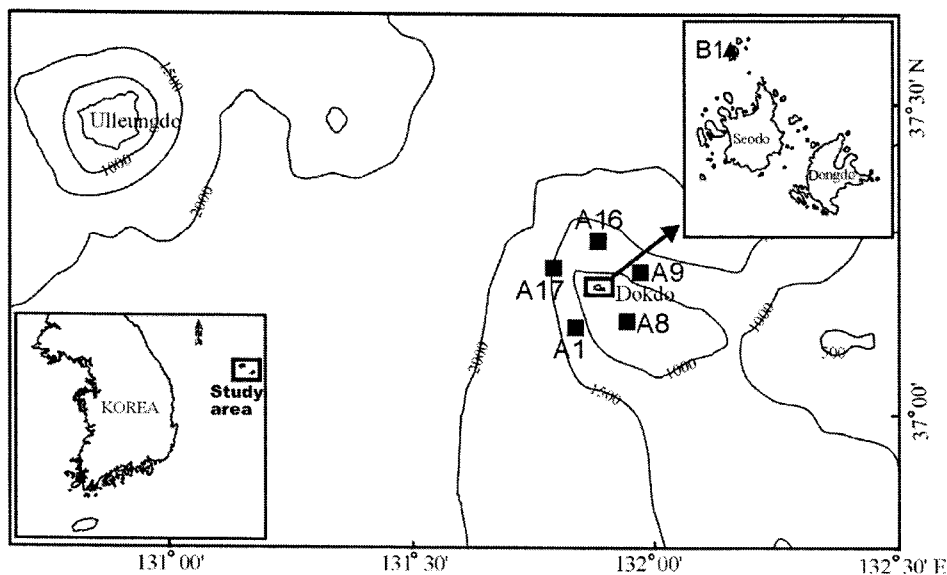 1500
Ulleungdo
1000
2000
B1
Seodo
Dongdo
37°30' N
A16
A9
A17
Dokdo
A8
A1
1000
500
1000
2000
1500
37°00'
N
KOREA
Study
area
131°00'
131°30'
132°00'
132°30' E